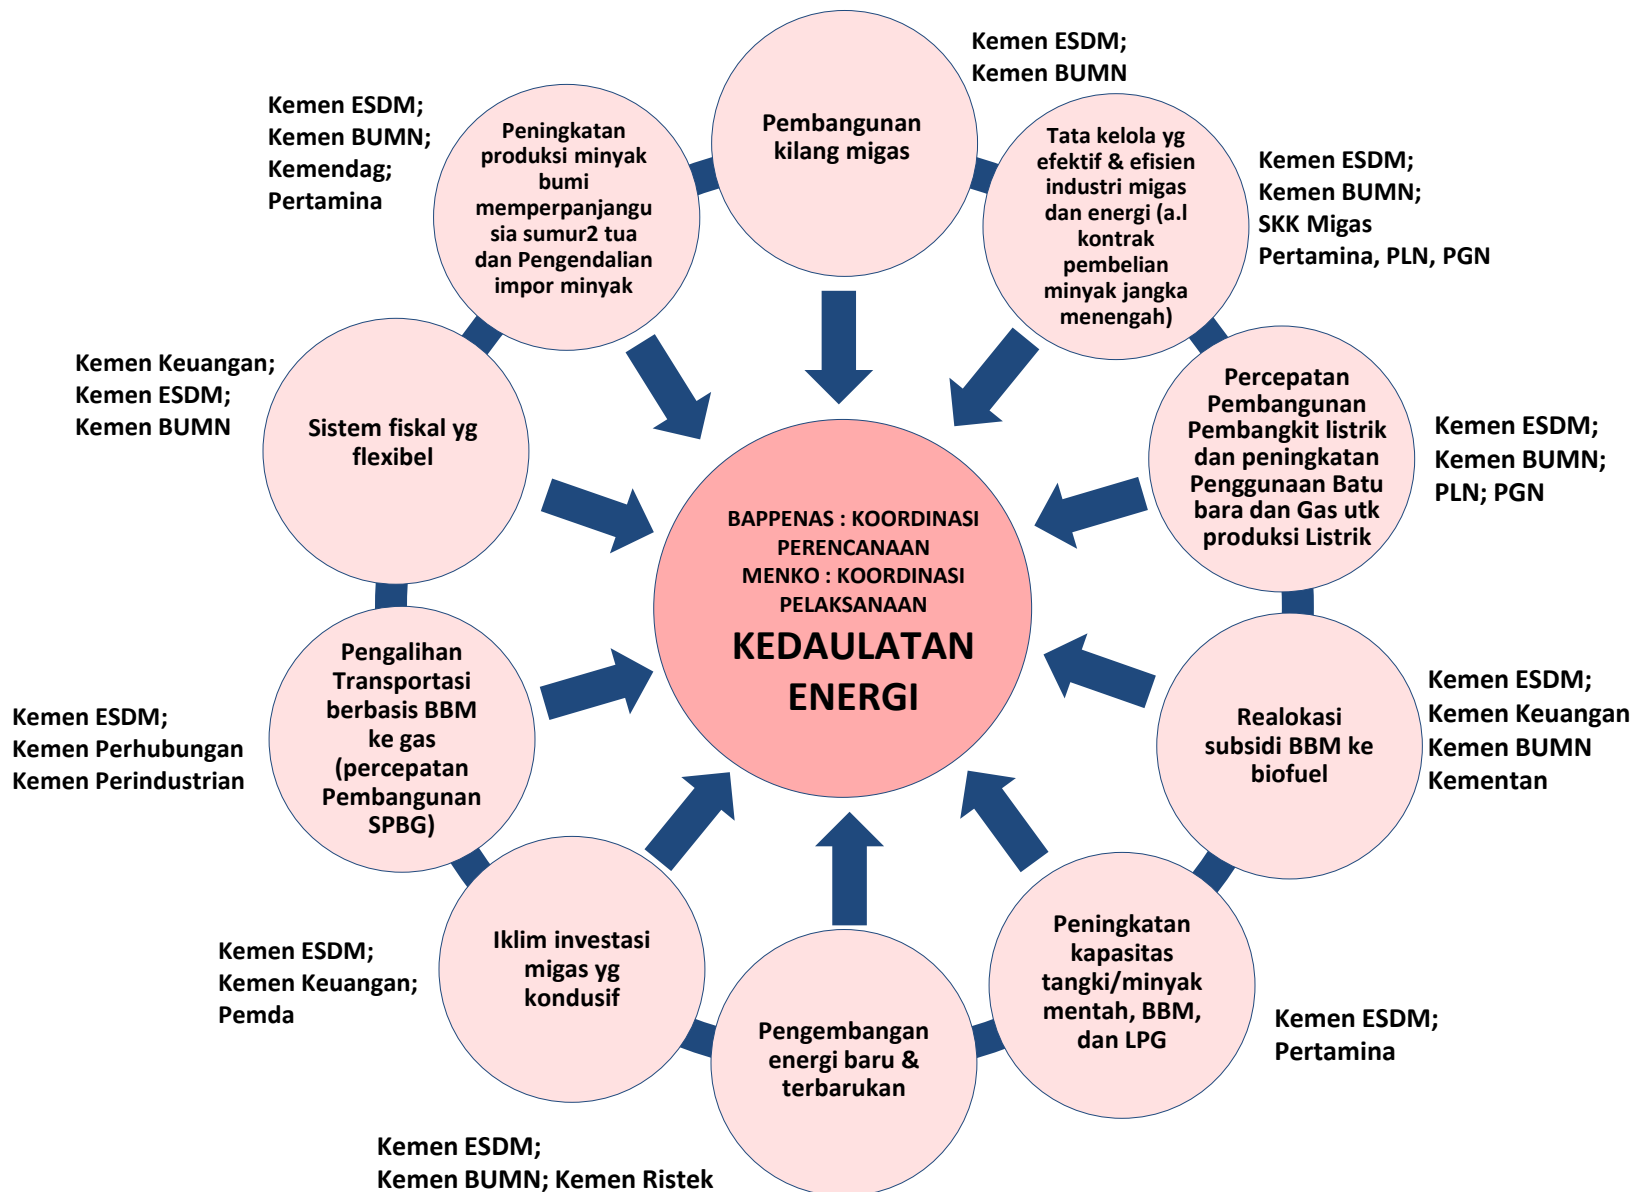 Kemen ESDM;
Kemen BUMN
Pembangunan
kilang migas
Kemen ESDM;
Kemen BUMN;
Kemendag;
Pertamina
Peningkatan
produksi minyak
bumi
memperpanjangu
sia sumur2 tua
dan Pengendalian
impor minyak
Tata kelola yg
efektif & efisien
industri migas
dan energi (a.l
kontrak
pembelian
minyak jangka
menengah)
Kemen ESDM;
Kemen BUMN;
SKK Migas
Pertamina, PLN, PGN
Kemen Keuangan;
Kemen ESDM;
Kemen BUMN
Sistem fiskal yg
flexibel
Percepatan
Pembangunan
Pembangkit listrik
dan peningkatan
Penggunaan Batu
bara dan Gas utk
produksi Listrik
Kemen ESDM;
Kemen BUMN;
PLN; PGN
BAPPENAS : KOORDINASI
PERENCANAAN
MENKO : KOORDINASI
PELAKSANAAN
KEDAULATAN
ENERGI
Kemen ESDM;
Kemen Perhubungan
Kemen Perindustrian
Pengalihan
Transportasi
berbasis BBM
ke gas
(percepatan
Pembangunan
SPBG)
Realokasi
subsidi BBM ke
biofuel
Kemen ESDM;
Kemen Keuangan
Kemen BUMN
Kementan
Kemen ESDM;
Kemen Keuangan;
Pemda
Iklim investasi
migas yg
kondusif
Peningkatan
kapasitas
tangki/minyak
mentah, BBM,
dan LPG
Kemen ESDM;
Pertamina
Pengembangan
energi baru &
terbarukan
Kemen ESDM;
Kemen BUMN; Kemen Ristek